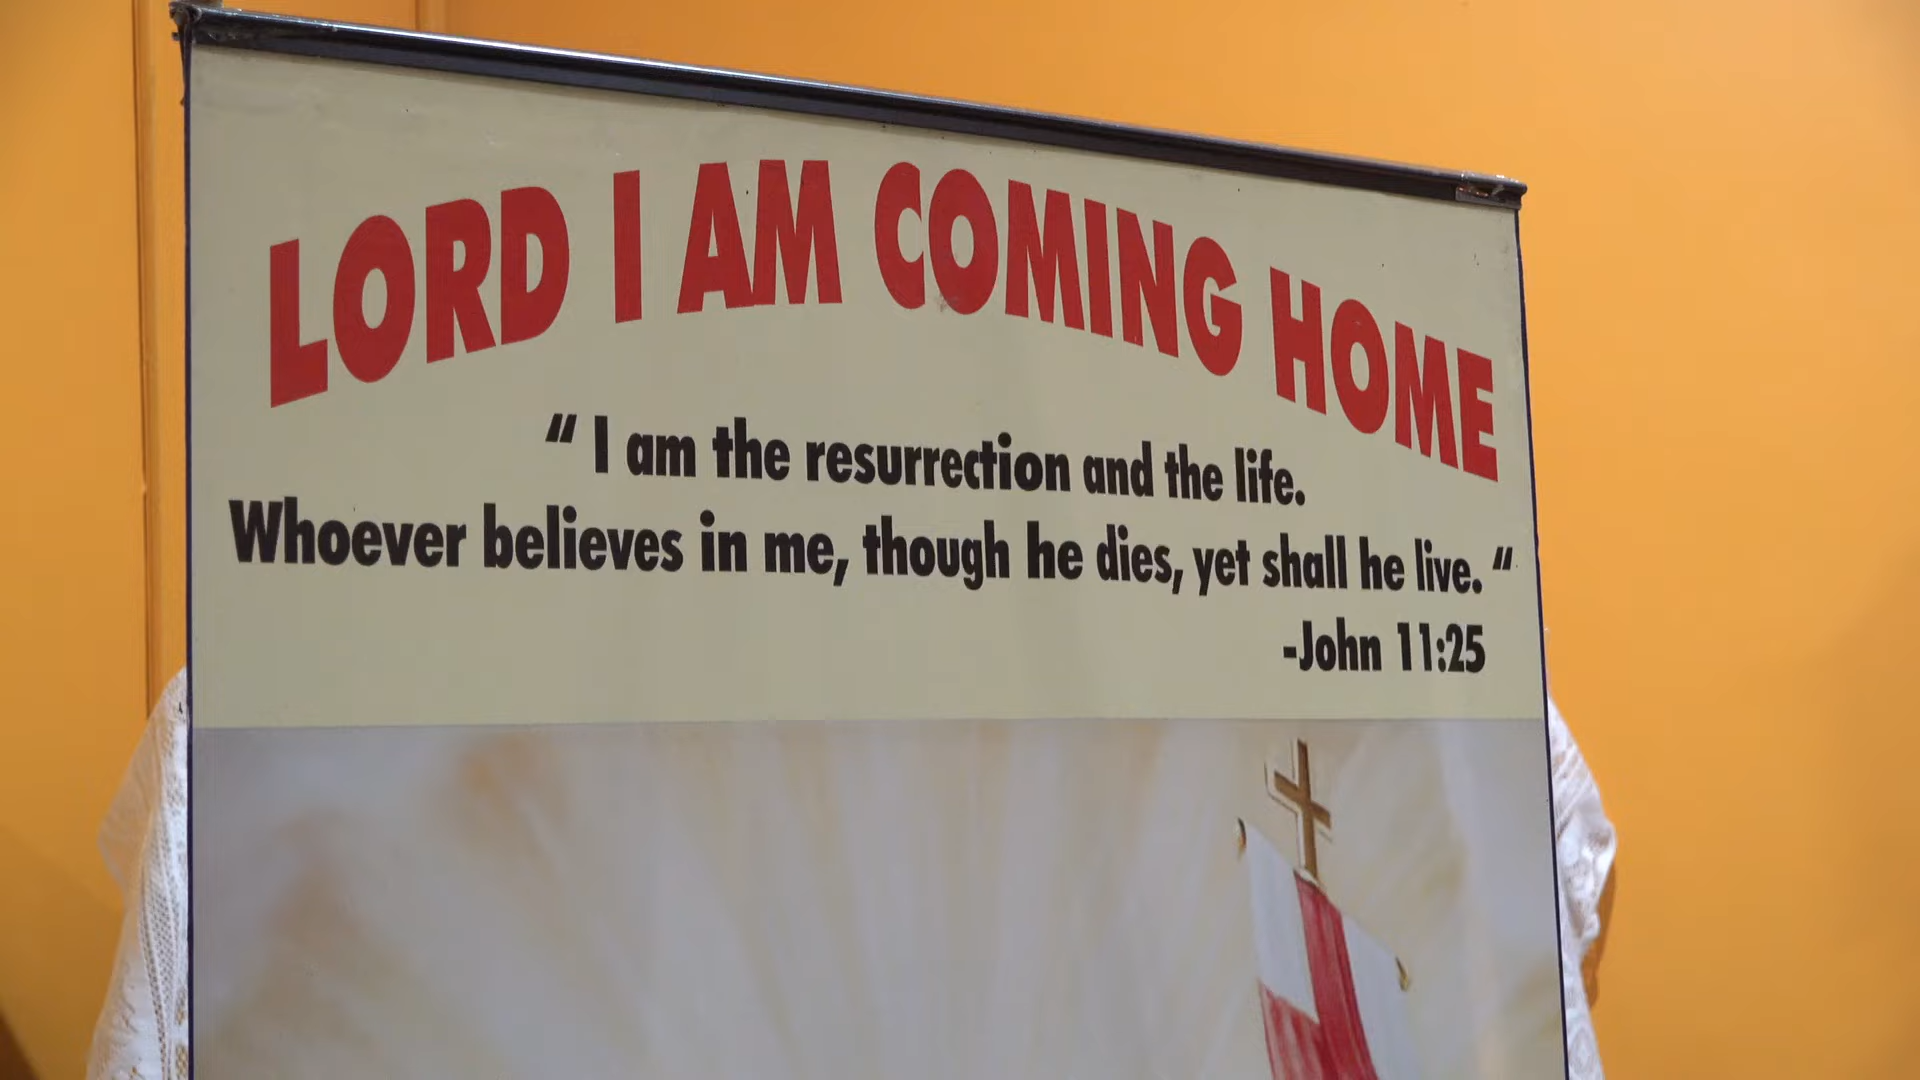 LORD I AM COMING HOME
“ I am the resurrection and the life.
Whoever believes in me, though he dies, yet shall he live. “
-John 11:25